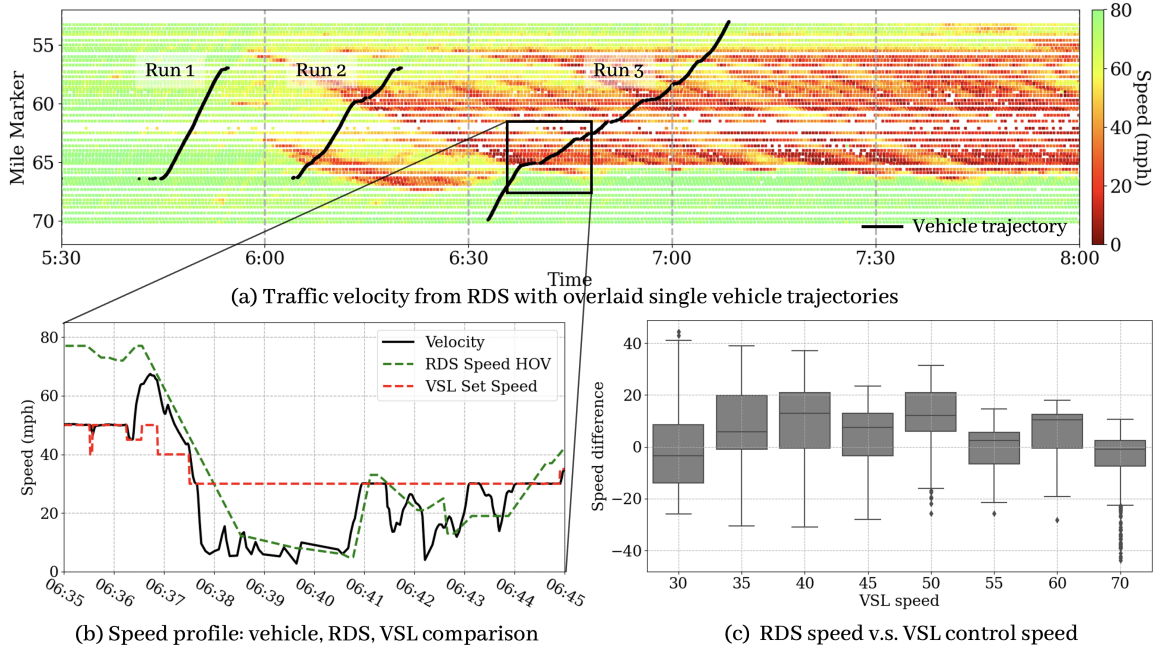 Run 1
Run 2
Run 3
Vehicle trajectory
Mile Marker
55
60
65
70
5:30
6:00
6:30
7:00
7:30
8:00
Time
80
60
40
20
0
Speed (mph)
(a) Traffic velocity from RDS with overlaid single vehicle trajectories
Velocity
RDS Speed HOV
VSL Set Speed
Speed (mph)
80
60
40
20
0
06:35
06:36
06:37
06:38
06:39
06:40
06:41
06:42
06:43
06:44
06:45
(b) Speed profile: vehicle, RDS, VSL comparison
Speed difference
40
20
0
−20
−40
30
35
40
45
50
55
60
70
VSL speed
(c) RDS speed v.s. VSL control speed